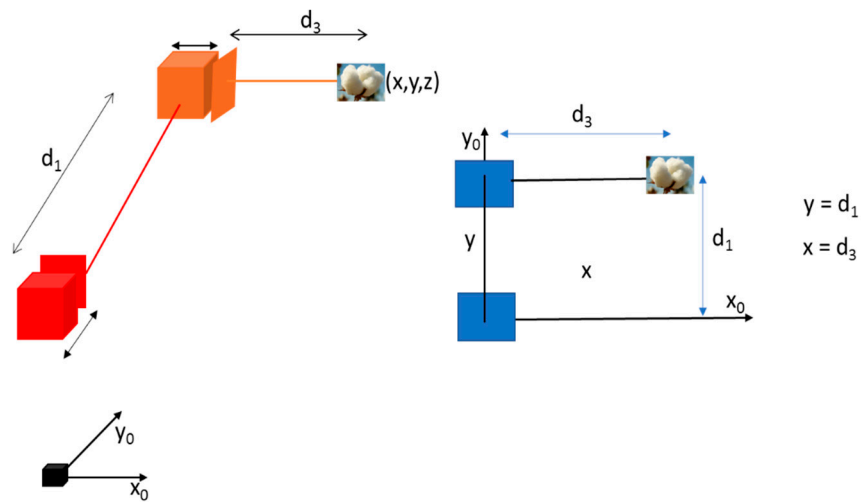 d₃
(x,y,z)
d₁
y₀
x₀
d₃
y₀
y
x
d₁
x₀
y = d₁
x = d₃